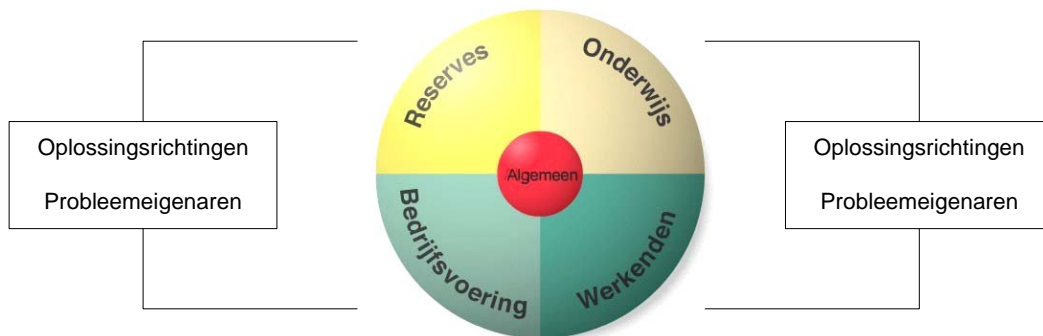 Reserves
Onderwijs
Oplossingsrichtingen
Probleemeigenaren
Algemeen
Oplossingsrichtingen
Probleemeigenaren
Bedrijfsvoering
Werkenden